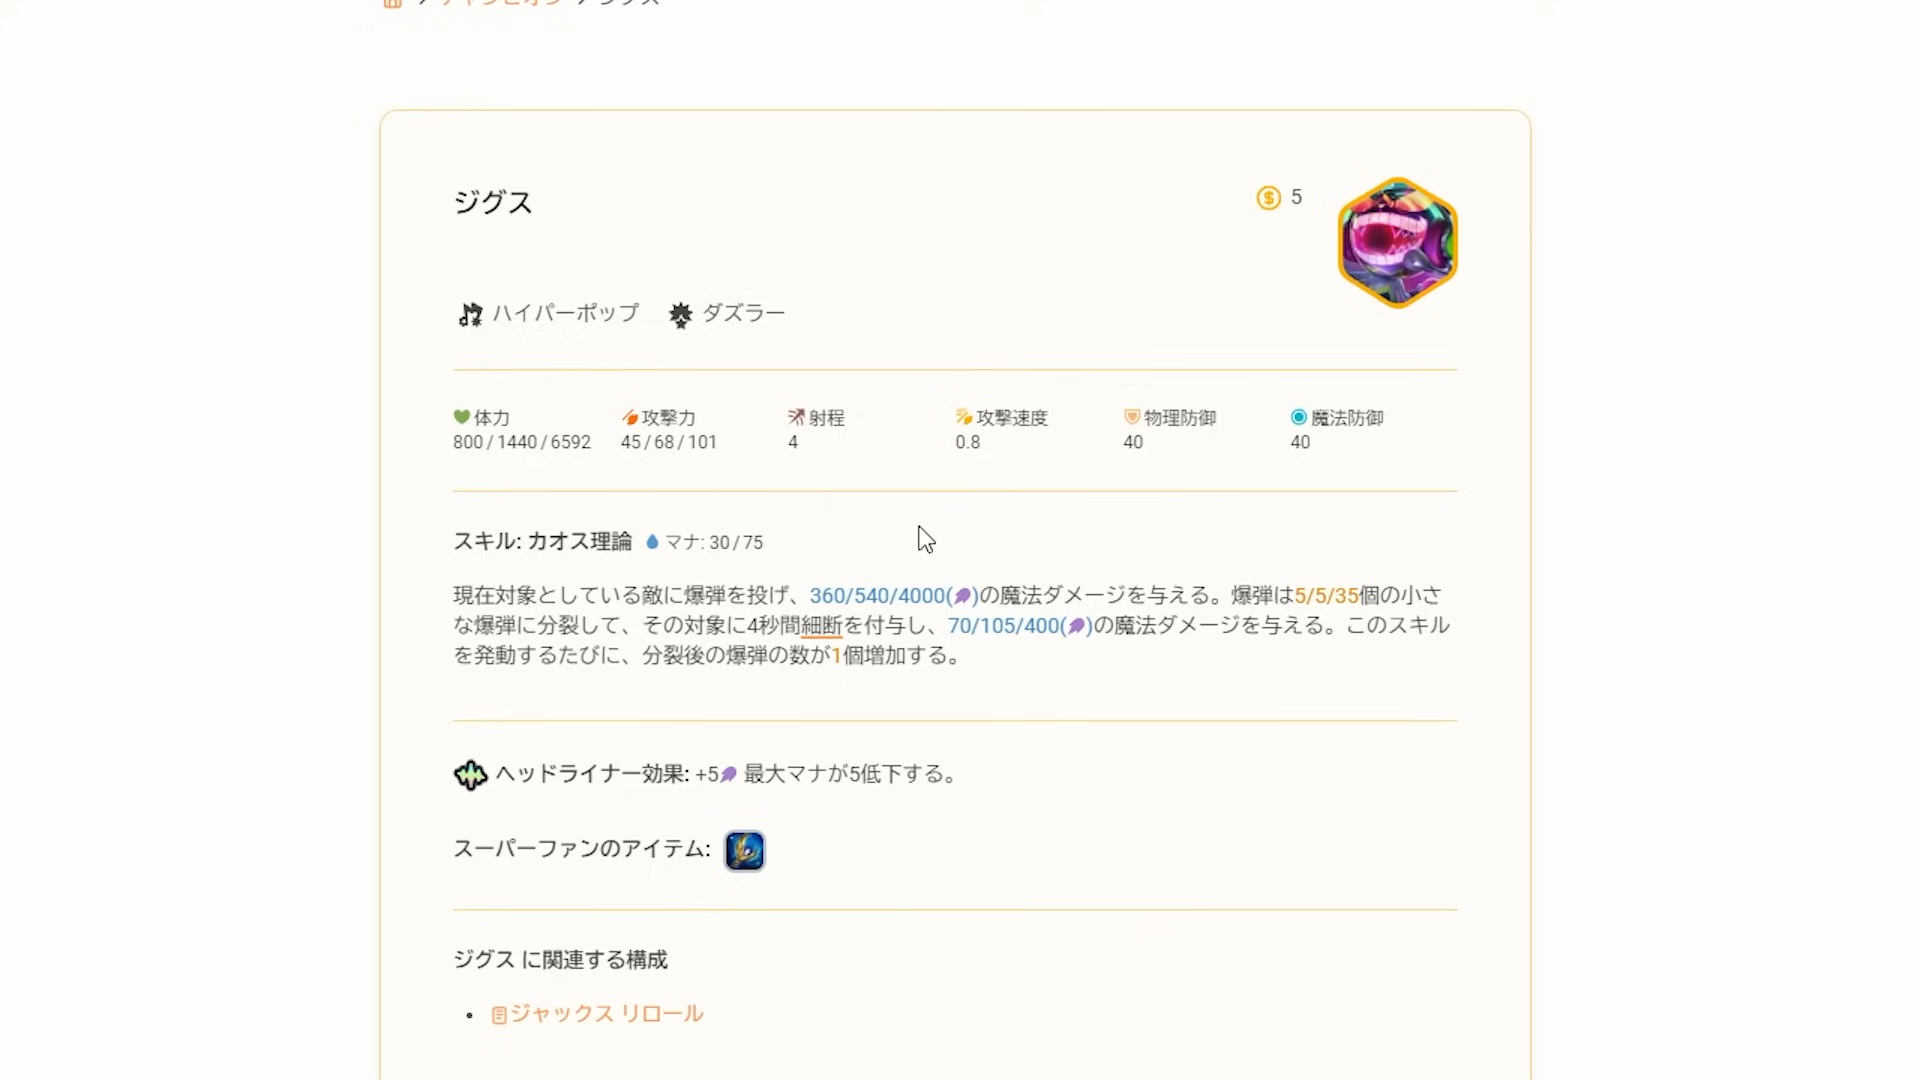 チャンピオン / ジグス
ジグス
5
ハイパーポップ ダズラー
体力 攻撃力 射程 攻撃速度 物理防御 魔法防御
800 / 1440 / 6592 45 / 68 / 101 4 0.8 40 40
スキル: カオス理論 マナ: 30 / 75
現在対象としている敵に爆弾を投げ、360/540/4000()の魔法ダメージを与える。爆弾は5/5/35個の小さ
な爆弾に分裂して、その対象に4秒間細断を付与し、70/105/400()の魔法ダメージを与える。このスキル
を発動するたびに、分裂後の爆弾の数が1個増加する。
ヘッドライナー効果: +5 最大マナが5低下する。
スーパーファンのアイテム:
ジグス に関連する構成
• ジャックス リロール